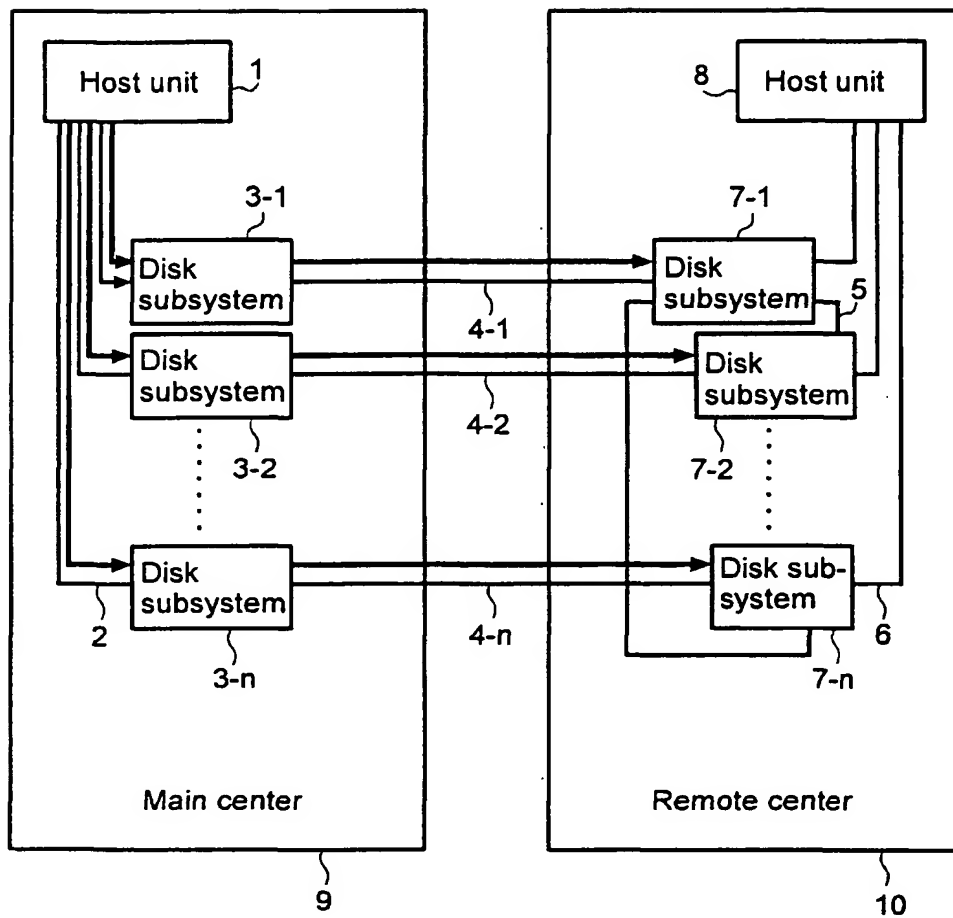 Host unit
1
8
Host unit
3-1
7-1
Disk
subsystem
Disk
subsystem
5
4-1
Disk
subsystem
Disk
subsystem
4-2
3-2
7-2
Disk
subsystem
Disk sub-
system
2
4-n
6
3-n
7-n
Main center
Remote center
9
10